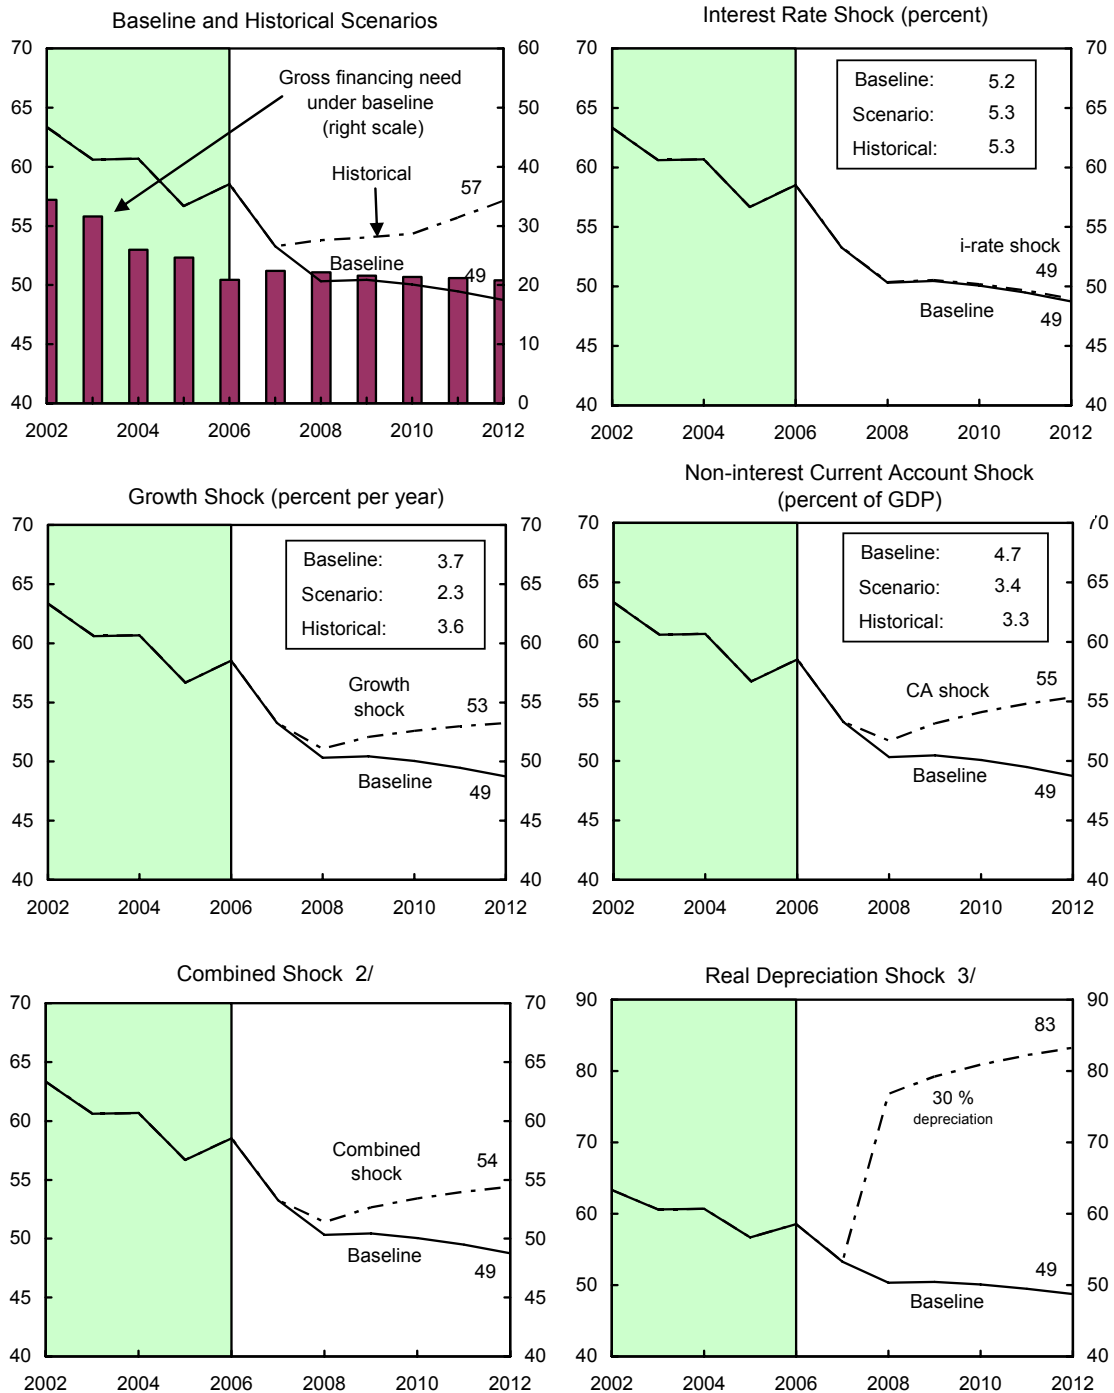 Baseline and Historical Scenarios
70
65
60
55
50
45
40
60
50
40
30
20
10
0
Gross financing need
under baseline
(right scale)
Historical
57
Baseline
49
2002 2004 2006 2008 2010 2012
Interest Rate Shock (percent)
70
65
60
55
50
45
40
70
65
60
55
50
45
40
Baseline: 5.2
Scenario: 5.3
Historical: 5.3
i-rate shock
49
Baseline
49
2002 2004 2006 2008 2010 2012
Growth Shock (percent per year)
70
65
60
55
50
45
40
70
65
60
55
50
45
40
Baseline: 3.7
Scenario: 2.3
Historical: 3.6
Growth
shock
53
Baseline
49
2002 2004 2006 2008 2010 2012
Non-interest Current Account Shock
(percent of GDP)
70
65
60
55
50
45
40
70
65
60
55
50
45
40
Baseline: 4.7
Scenario: 3.4
Historical: 3.3
CA shock
55
Baseline
49
2002 2004 2006 2008 2010 2012
Combined Shock 2/
70
65
60
55
50
45
40
70
65
60
55
50
45
40
Combined
shock
54
Baseline
49
2002 2004 2006 2008 2010 2012
Real Depreciation Shock 3/
90
80
70
60
50
40
90
80
70
60
50
40
83
30 %
depreciation
49
Baseline
2002 2004 2006 2008 2010 2012